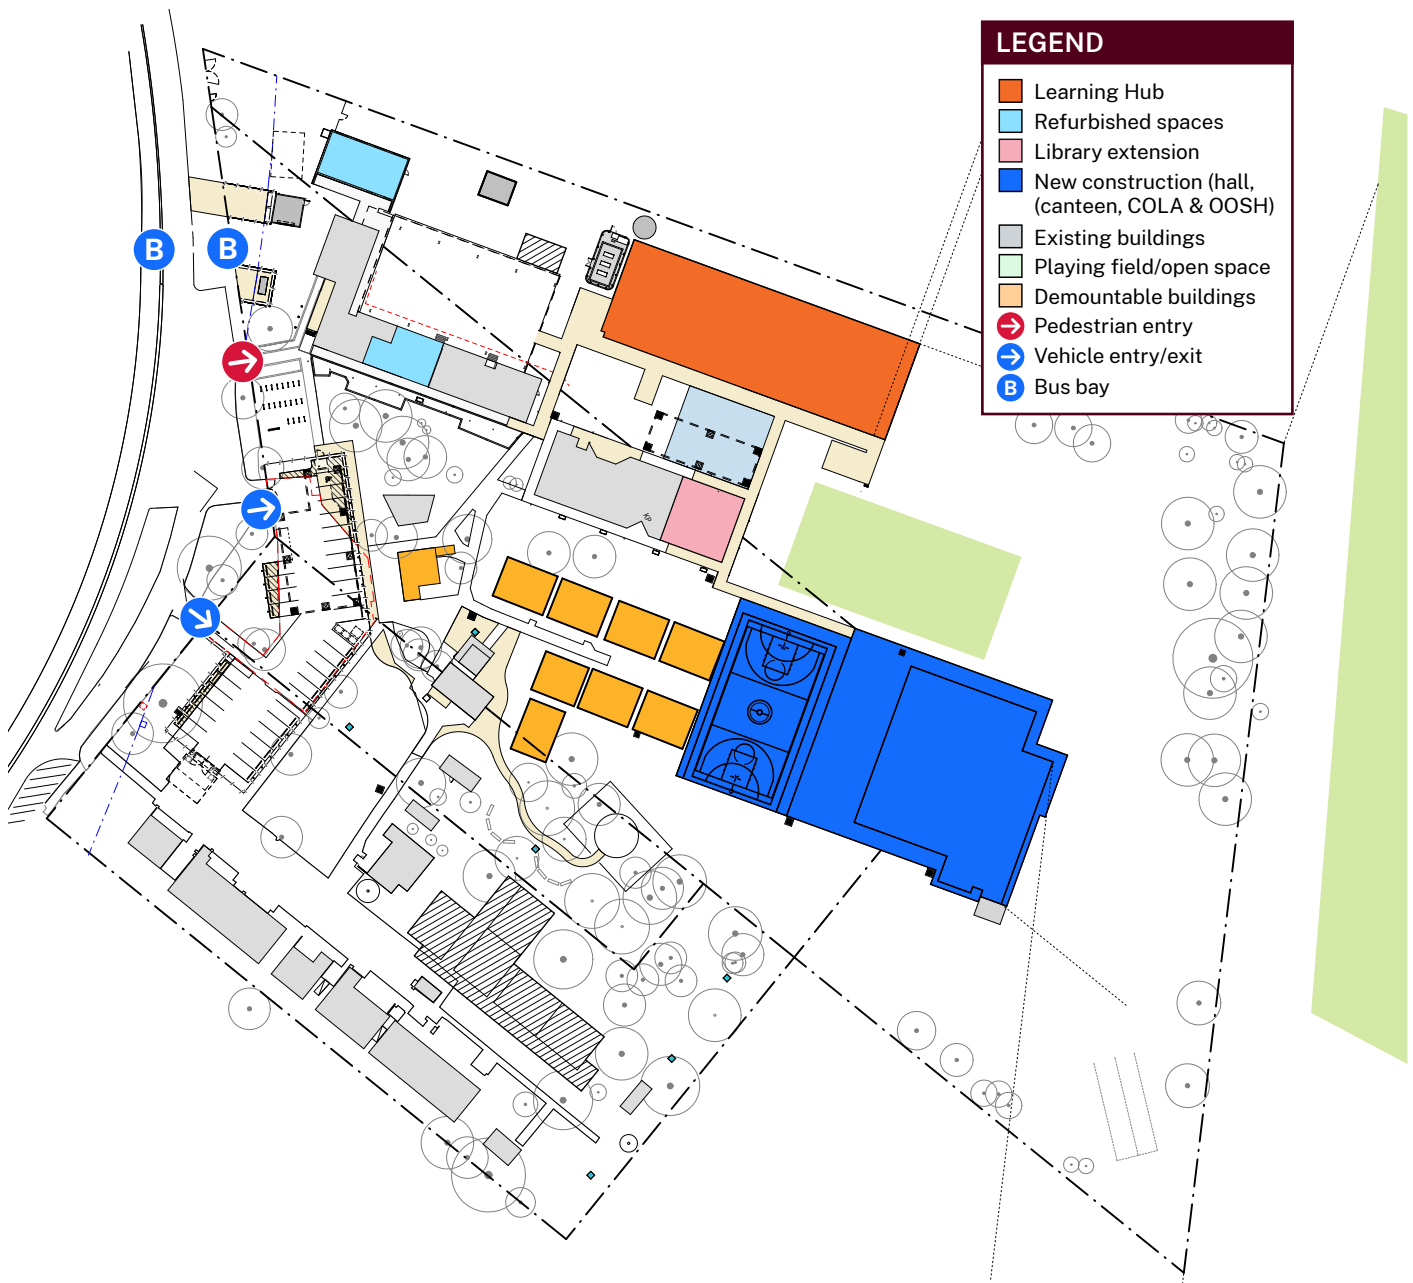 LEGEND
Learning Hub
Refurbished spaces
Library extension
New construction (hall,
(canteen, COLA & OOSH)
Existing buildings
Playing field/open space
Demountable buildings
Pedestrian entry
Vehicle entry/exit
B Bus bay
B
B
KP